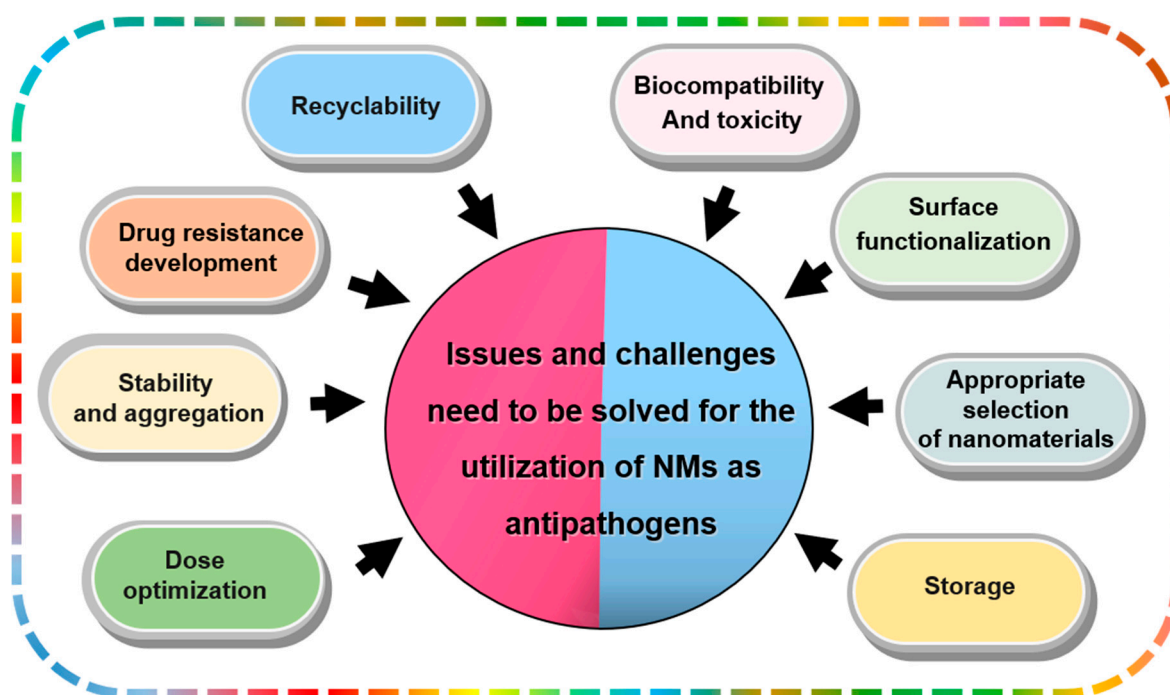 Recyclability
Biocompatibility
And toxicity
Drug resistance
development
Surface
functionalization
Issues and challenges
need to be solved for the
utilization of NMs as
antipathogens
Stability
and aggregation
Appropriate
selection
of nanomaterials
Dose
optimization
Storage